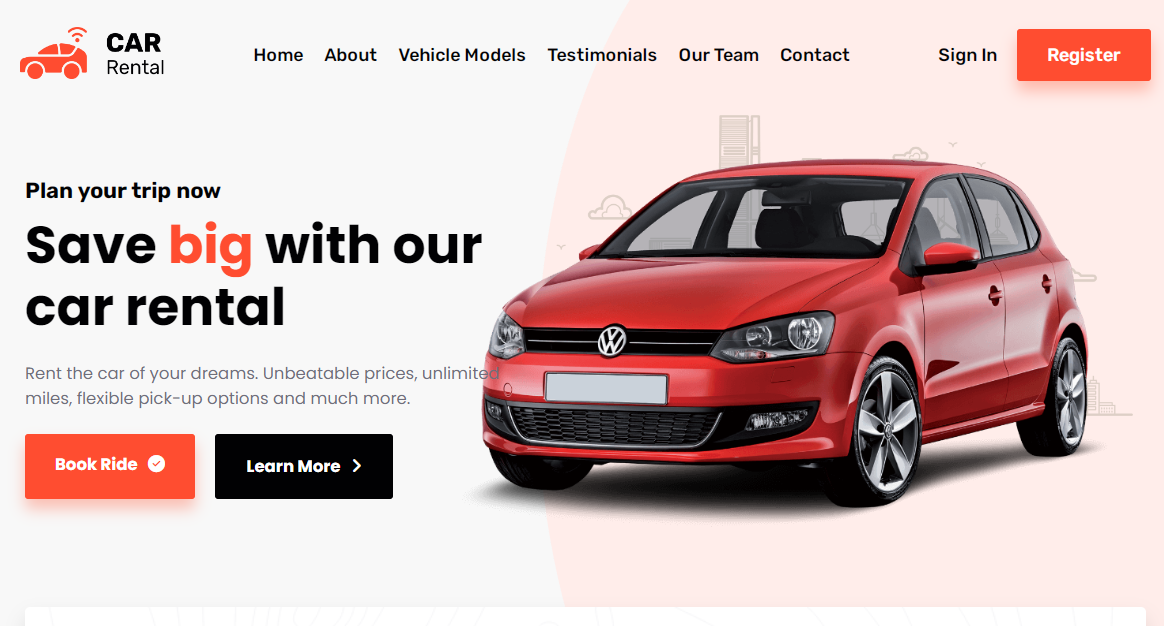 CAR
Rental
Home About Vehicle Models Testimonials Our Team Contact Sign In Register
Plan your trip now
Save big with our
car rental
Rent the car of your dreams. Unbeatable prices, unlimited
miles, flexible pick-up options and much more.
Book Ride Learn More